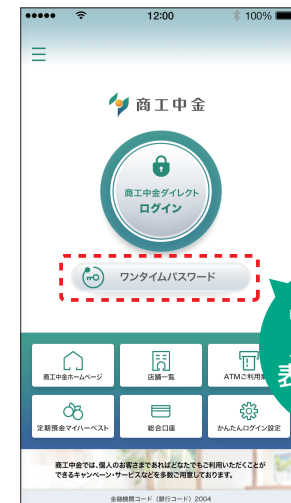 12:00
100%
商工中金
商工中金ダイレクト
ログイン
ワンタイムパスワード
商工中金ホームページ
店舗一覧
ATMご利用
定期預金マイハーベスト
総合口座
かんたんログイン設定
商工中金では、個人のお客さまであればどなたでもご利用いただくことが
できるキャンペーン・サービスなどを多数ご用意しております。
金融機関コード（銀行コード）2004